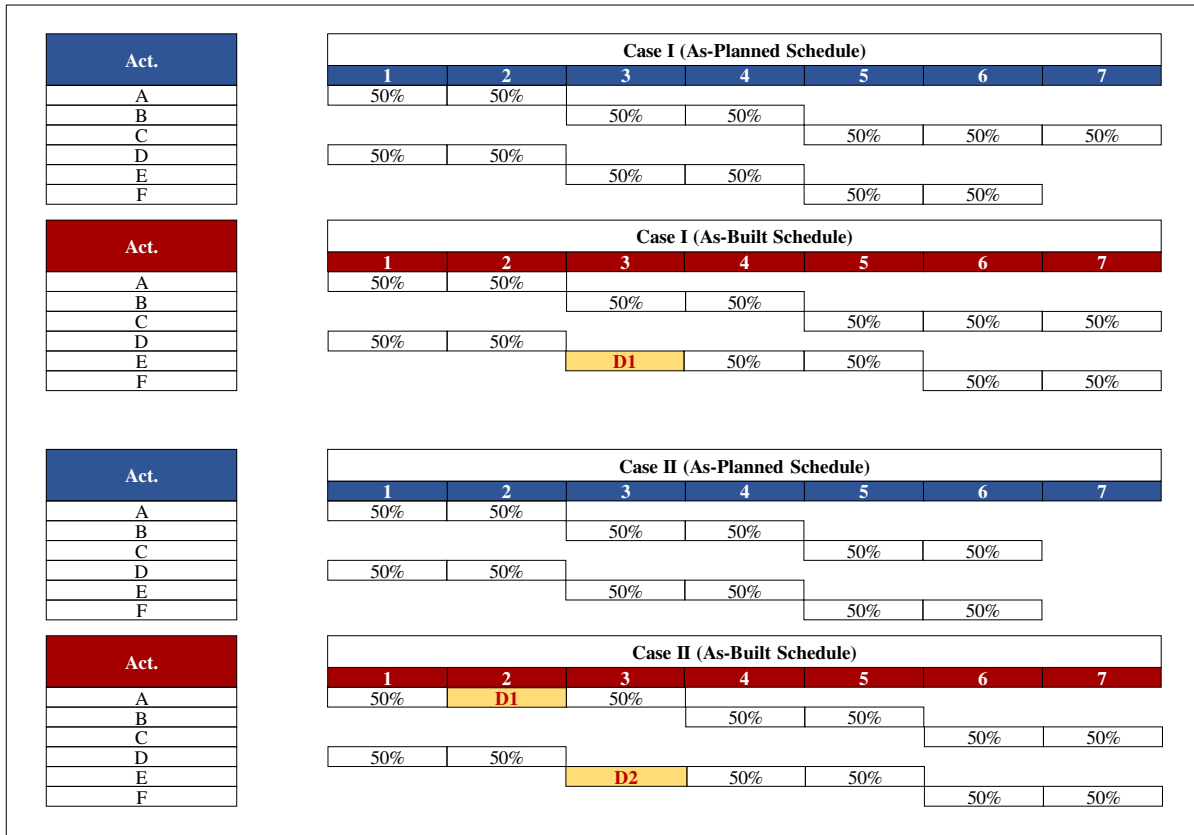 Act. Case I (As-Planned Schedule)
1 2 3 4 5 6 7
A 50% 50%
B 50% 50%
C 50% 50% 50%
D 50% 50%
E 50% 50%
F 50% 50%
Act. Case I (As-Built Schedule)
1 2 3 4 5 6 7
A 50% 50%
B 50% 50%
C 50% 50% 50%
D 50% 50%
E D1 50% 50%
F 50% 50%
Act. Case II (As-Planned Schedule)
1 2 3 4 5 6 7
A 50% 50%
B 50% 50%
C 50% 50%
D 50% 50%
E 50% 50%
F 50% 50%
Act. Case II (As-Built Schedule)
1 2 3 4 5 6 7
A 50% D1 50%
B 50% 50%
C 50% 50%
D 50% 50%
E D2 50% 50%
F 50% 50%